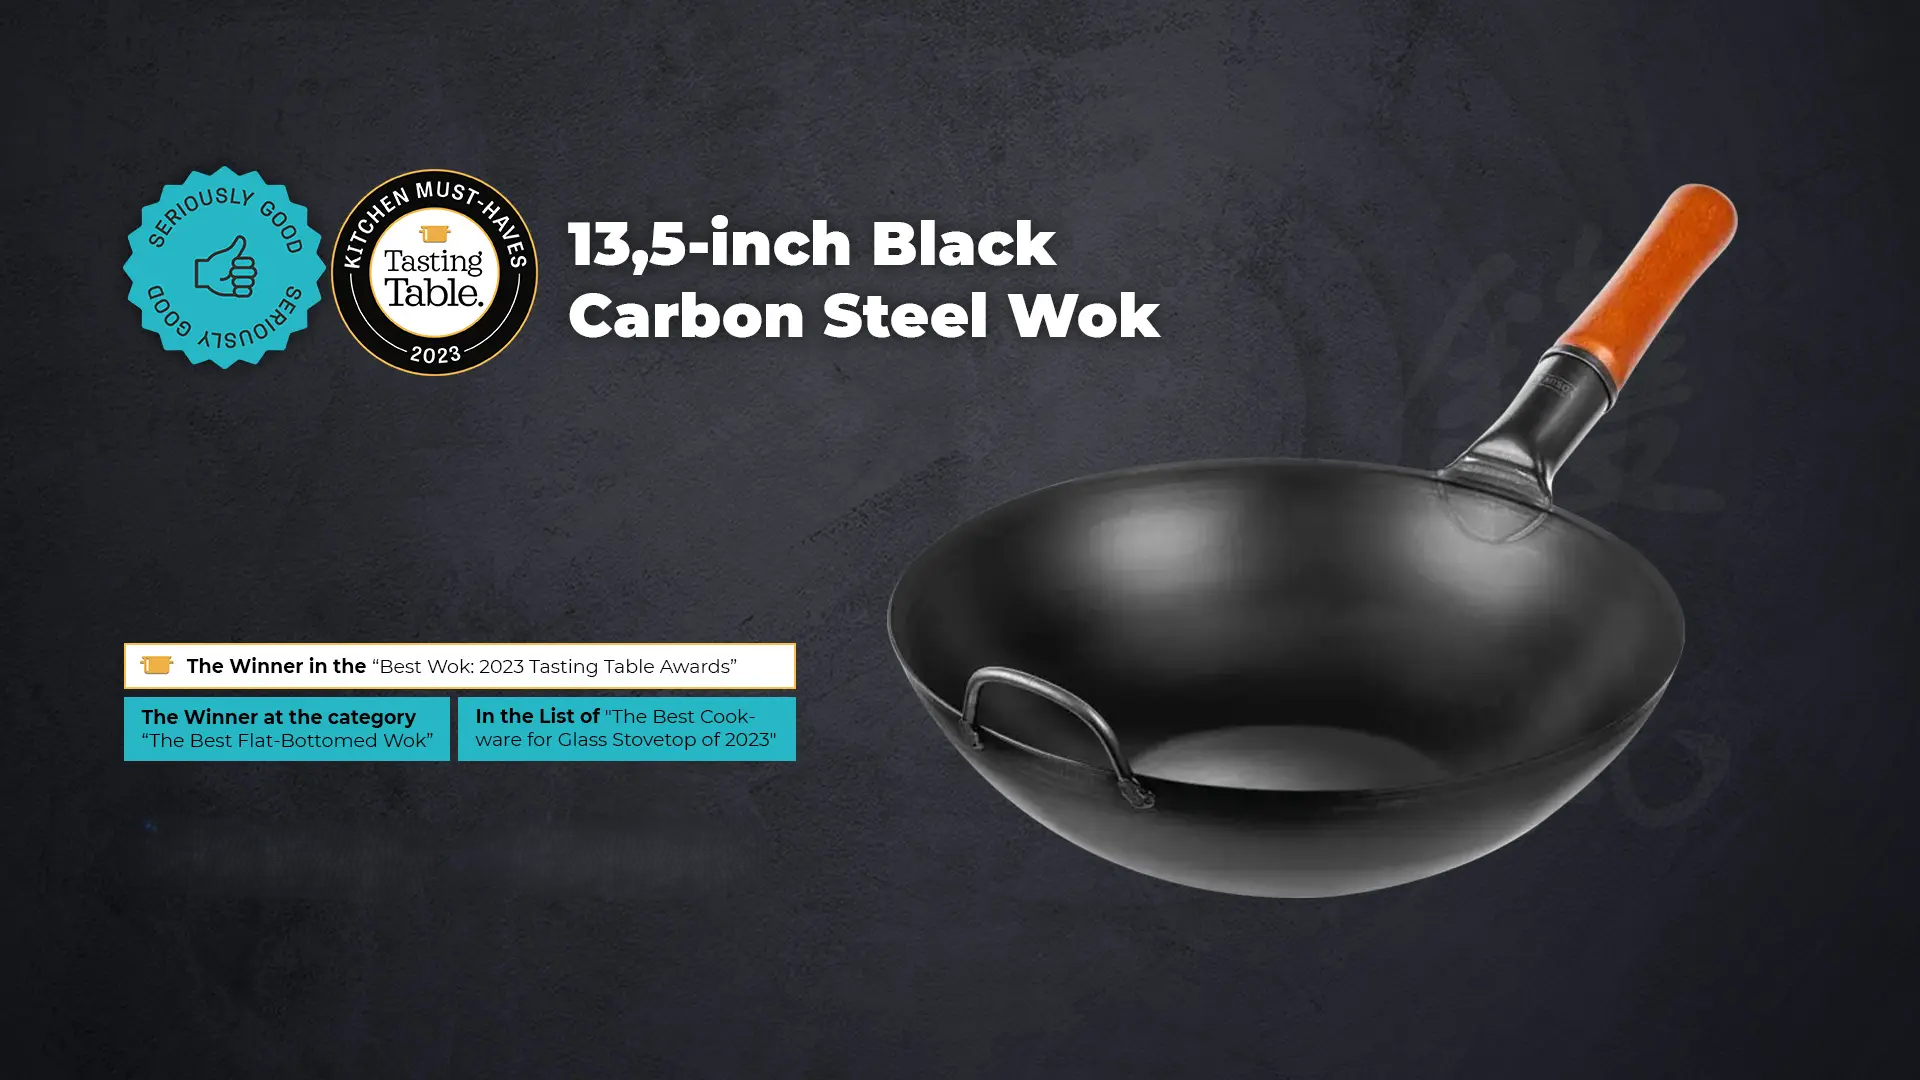 SERIOUSLY GOOD
SERIOUSLY GOOD
KITCHEN MUST-HAVES
Tasting
Table.
2023
13,5-inch Black
Carbon Steel Wok
The Winner in the “Best Wok: 2023 Tasting Table Awards”
The Winner at the category
“The Best Flat-Bottomed Wok”
In the List of "The Best Cook-
ware for Glass Stovetop of 2023"